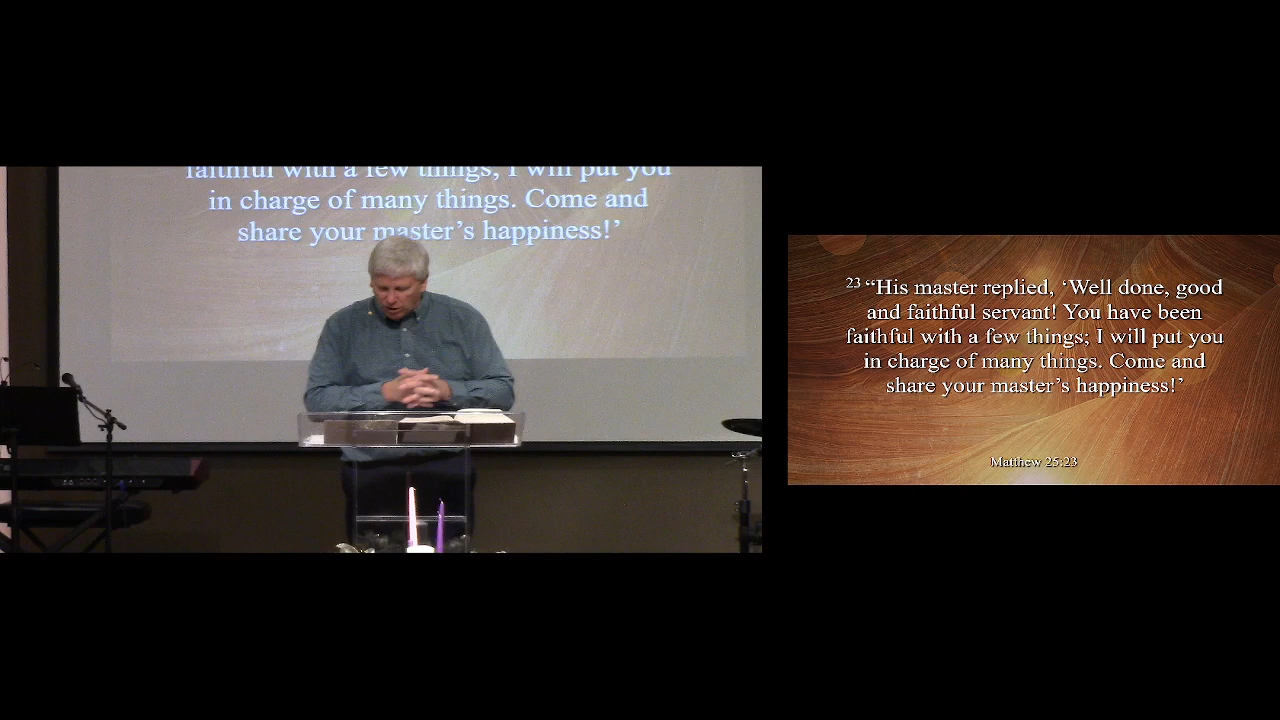 faithful with a few things; I will put you
in charge of many things. Come and
share your master's happiness!’
23 “His master replied, ‘Well done, good
and faithful servant! You have been
faithful with a few things; I will put you
in charge of many things. Come and
share your master’s happiness!’
Matthew 25:23